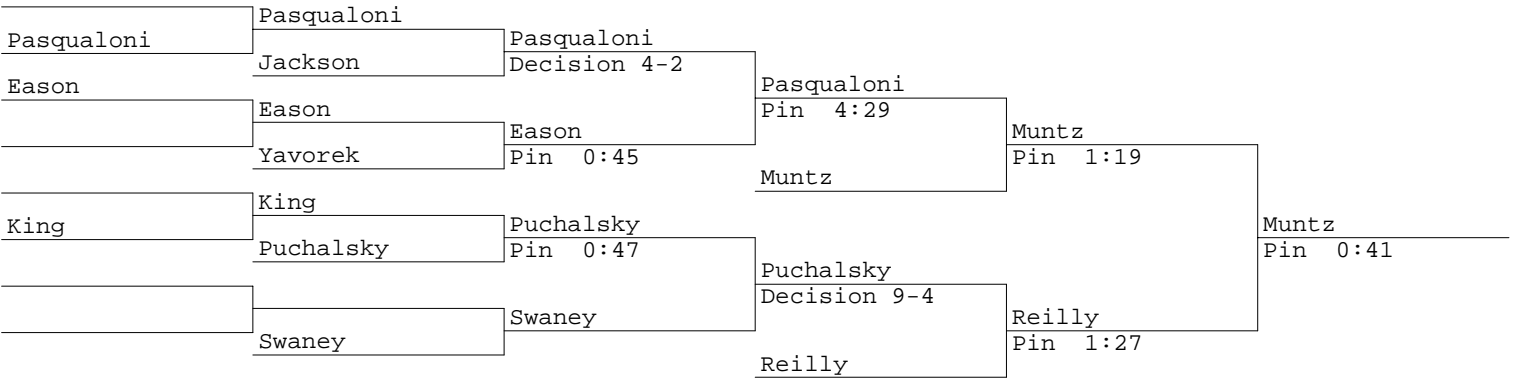 Pasqualoni
Pasqualoni
Pasqualoni
Jackson
Decision 4-2
Eason
Pasqualoni
Eason
Pin 4:29
Eason
Muntz
Yavorek
Pin 0:45
Pin 1:19
Muntz
King
King
Puchalsky
Muntz
Puchalsky
Pin 0:47
Pin 0:41
Puchalsky
Decision 9-4
Swaney
Reilly
Swaney
Pin 1:27
Reilly